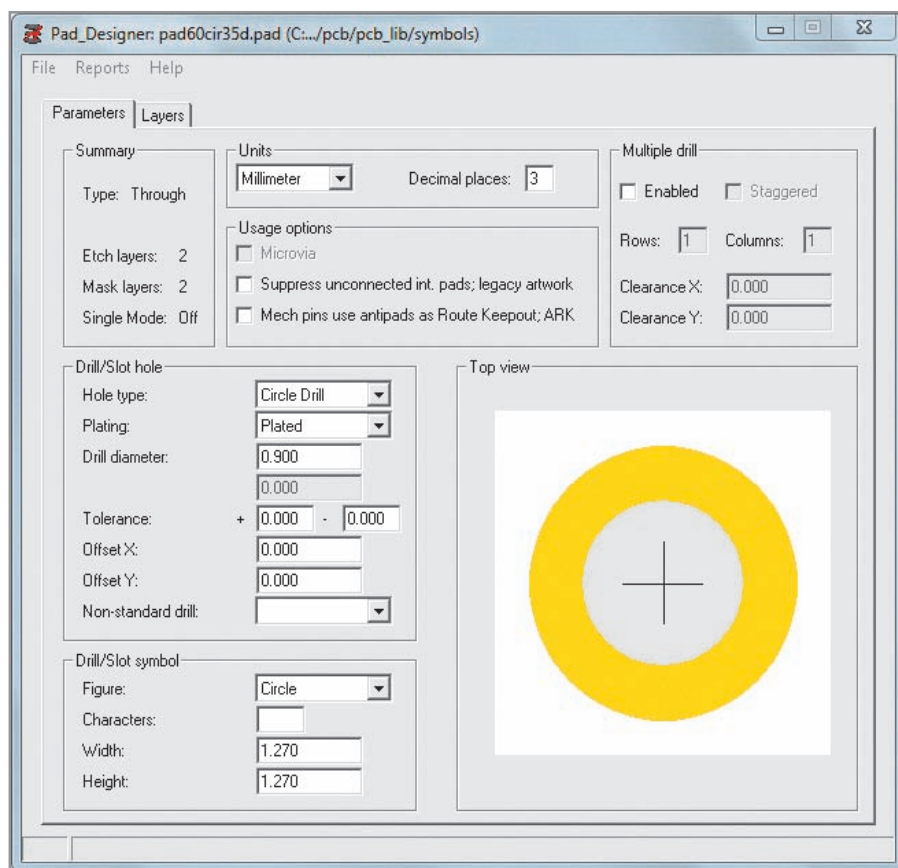 Pad_Designer: pad60cir35d.pad (C:.../pcb/pcb_lib/symbols)
File Reports Help
Parameters Layers
Summary
Type: Through
Etch layers: 2
Mask layers: 2
Single Mode: Off
Units
Millimeter Decimal places: 3
Usage options
Microvia
Suppress unconnected int. pads; legacy artwork
Mech pins use antipads as Route Keepout; ARK
Multiple drill
Enabled Staggered
Rows: 1 Columns: 1
Clearance X: 0.000
Clearance Y: 0.000
Drill/Slot hole
Hole type: Circle Drill
Plating: Plated
Drill diameter: 0.900
0.000
Tolerance: + 0.000 - 0.000
Offset X: 0.000
Offset Y: 0.000
Non-standard drill:
Drill/Slot symbol
Figure: Circle
Characters:
Width: 1.270
Height: 1.270
Top view